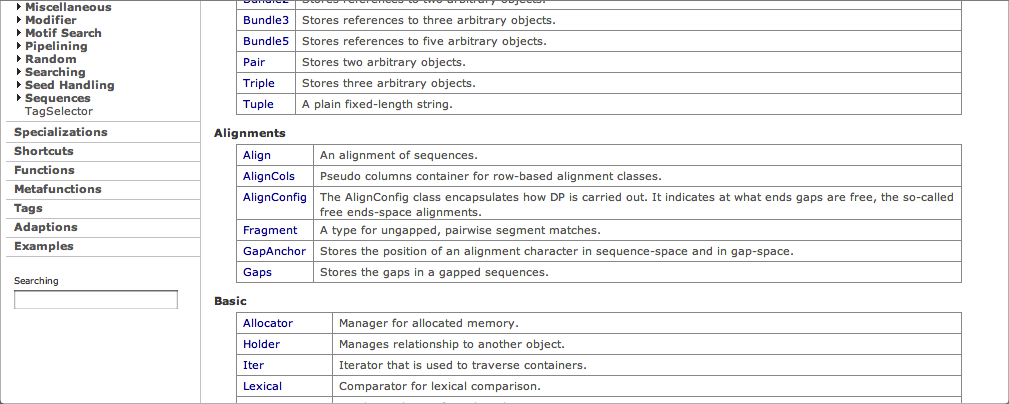 Miscellaneous
Modifier
Motif Search
Pipelining
Random
Searching
Seed Handling
Sequences
TagSelector
Specializations
Shortcuts
Functions
Metafunctions
Tags
Adaptions
Examples
Searching
Bundle2 Stores references to two arbitrary objects.
Bundle3 Stores references to three arbitrary objects.
Bundle5 Stores references to five arbitrary objects.
Pair Stores two arbitrary objects.
Triple Stores three arbitrary objects.
Tuple A plain fixed-length string.
Alignments
Align An alignment of sequences.
AlignCols Pseudo columns container for row-based alignment classes.
AlignConfig The AlignConfig class encapsulates how DP is carried out. It indicates at what ends gaps are free, the so-called
free ends-space alignments.
Fragment A type for ungapped, pairwise segment matches.
GapAnchor Stores the position of an alignment character in sequence-space and in gap-space.
Gaps Stores the gaps in a gapped sequences.
Basic
Allocator Manager for allocated memory.
Holder Manages relationship to another object.
Iter Iterator that is used to traverse containers.
Lexical Comparator for lexical comparison.